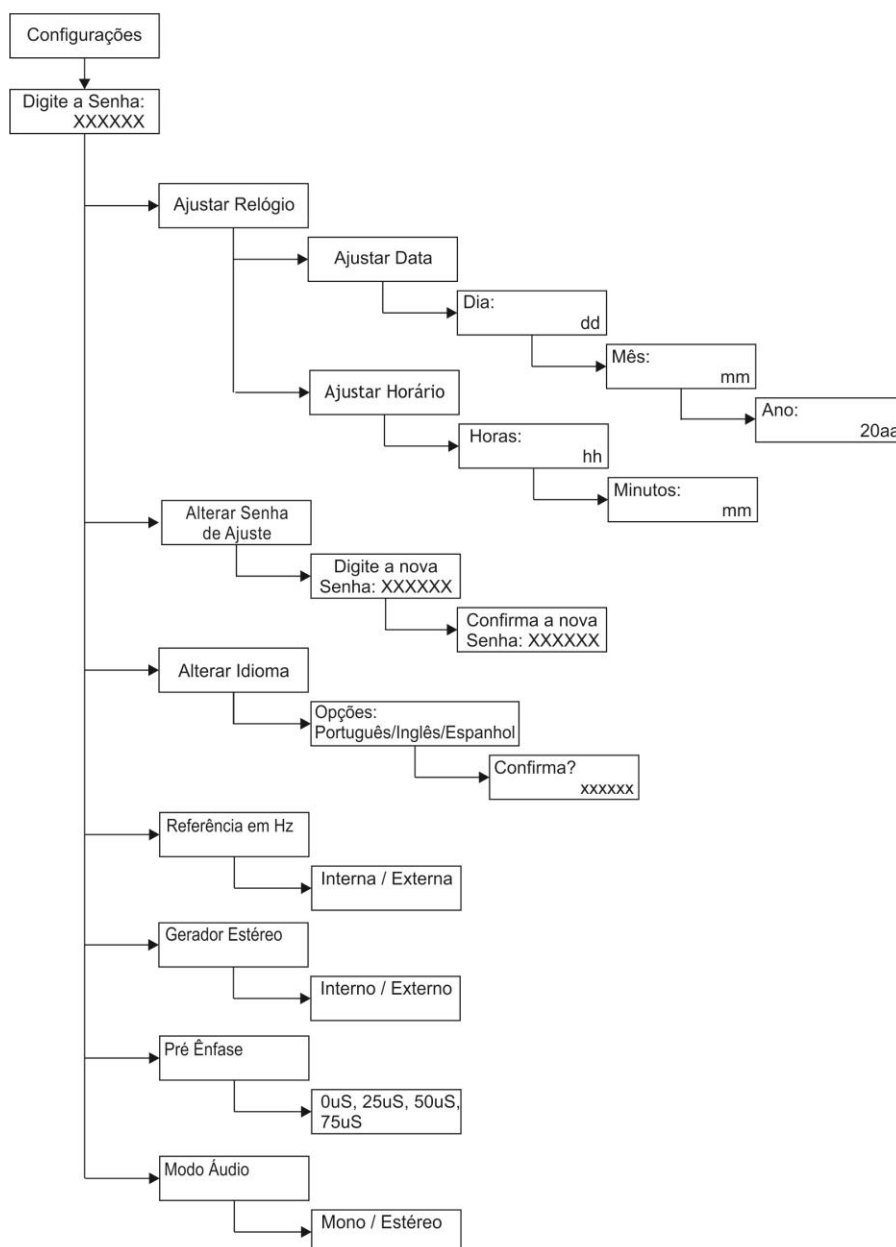 Configurações
Digite a Senha:
XXXXXX
Ajustar Relógio
Ajustar Data
Dia:
dd
Mês:
mm
Ano:
20aa
Ajustar Horário
Horas:
hh
Minutos:
mm
Alterar Senha
de Ajuste
Digite a nova
Senha: XXXXXX
Confirma a nova
Senha: XXXXXX
Alterar Idioma
Opções:
Português/Inglês/Espanhol
Confirma?
xxxxxx
Referência em Hz
Interna / Externa
Gerador Estéreo
Interno / Externo
Pré Ênfase
0uS, 25uS, 50uS,
75uS
Modo Áudio
Mono / Estéreo